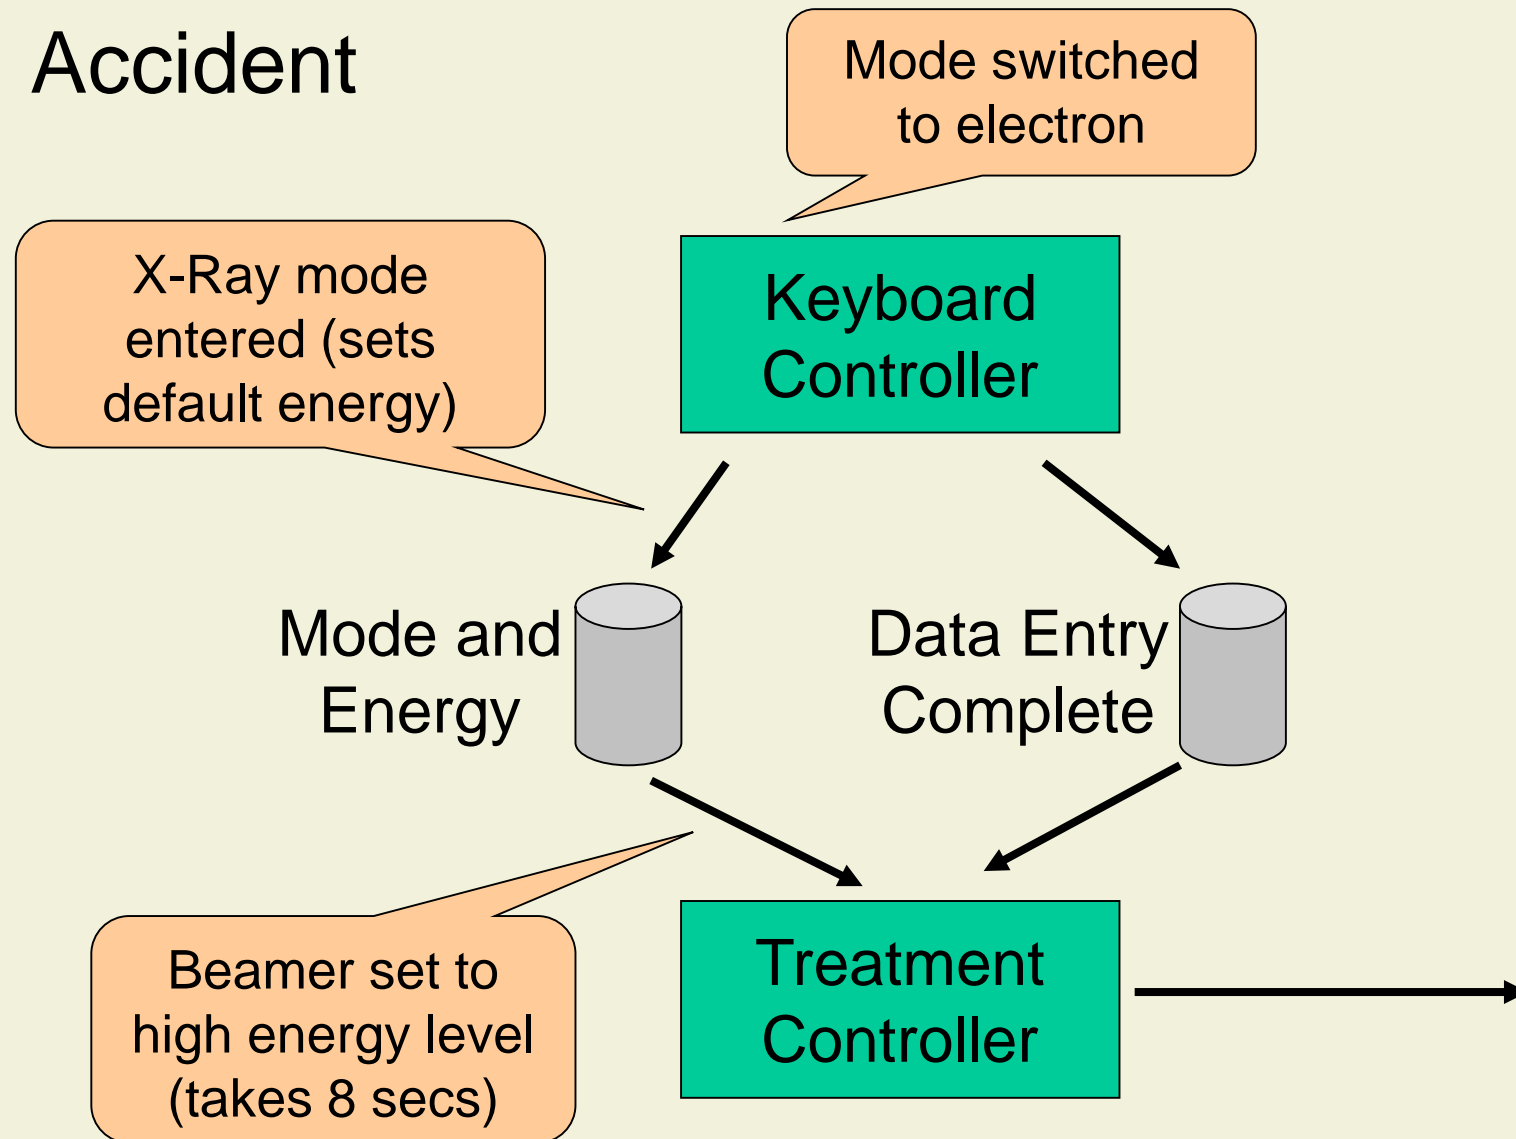 Accident
Mode switched
to electron
X-Ray mode
entered (sets
default energy)
Keyboard
Controller
Mode and
Energy
Data Entry
Complete
Beamer set to
high energy level
(takes 8 secs)
Treatment
Controller